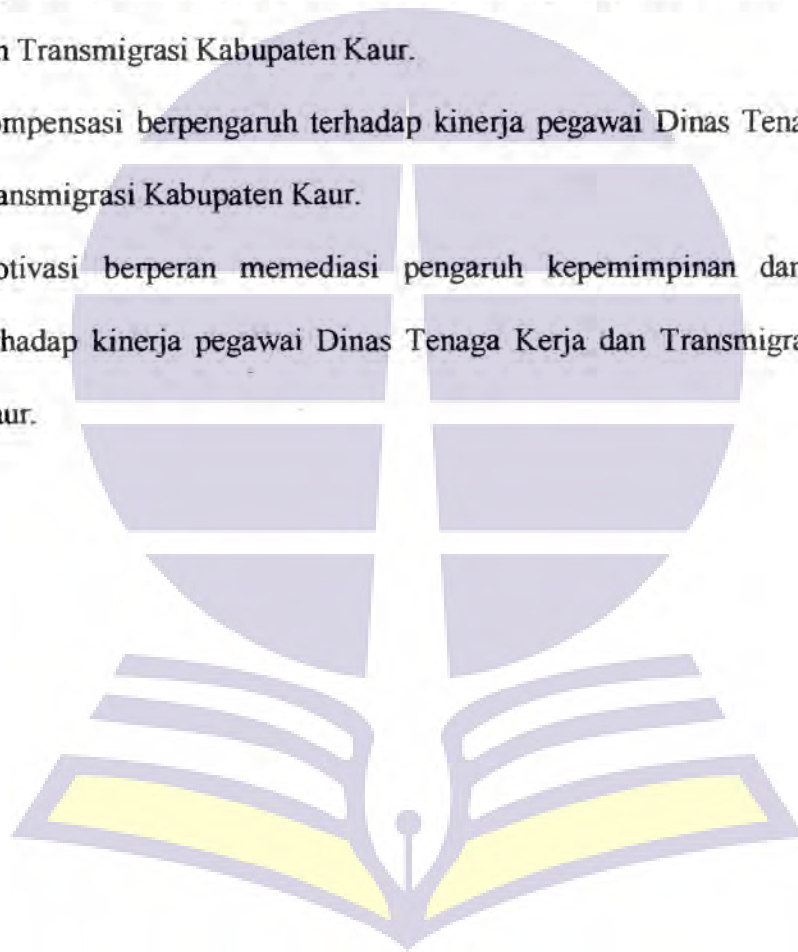 n Transmigrasi Kabupaten Kaur.
ompensasi berpengaruh terhadap kinerja pegawai Dinas Tena
ansmigrasi Kabupaten Kaur.
otivasi berperan memediasi pengaruh kepemimpinan dan
hadap kinerja pegawai Dinas Tenaga Kerja dan Transmigra
ur.